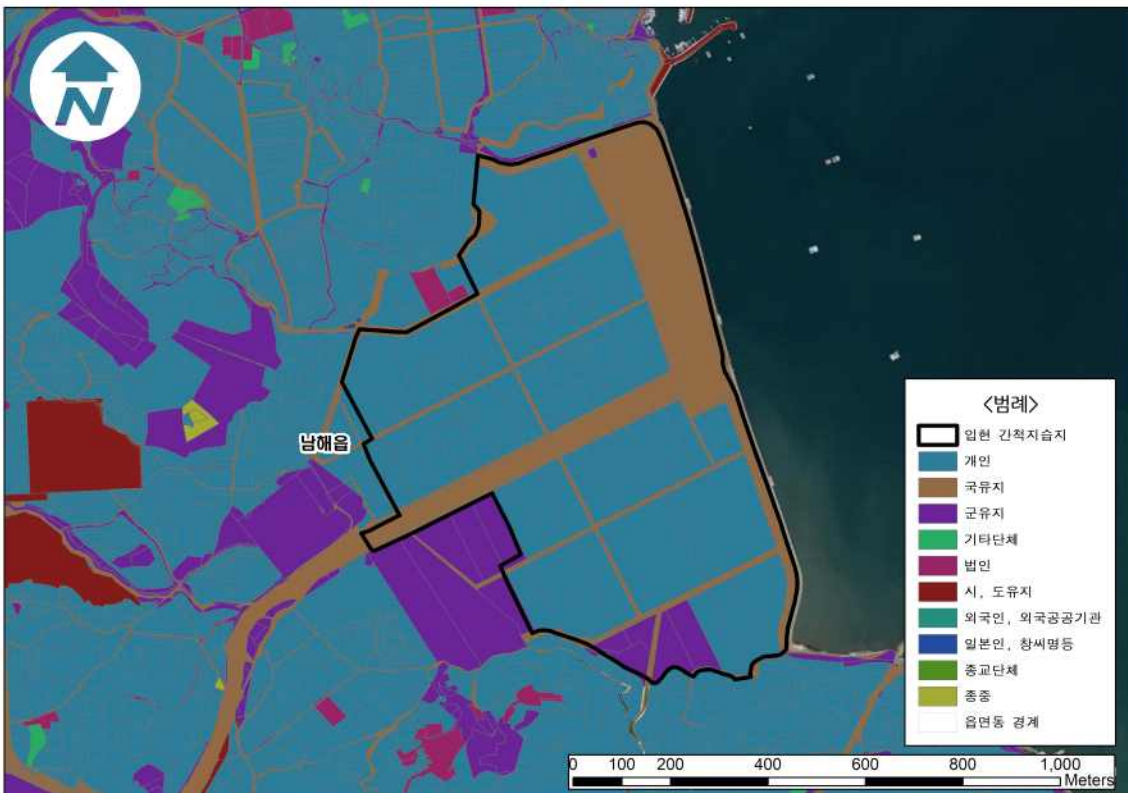 N
남해읍
<범례>
입현 간척지습지
개인
국유지
군유지
기타단체
법인
시, 도유지
외국인, 외국공공기관
일본인, 창씨명등
종교단체
종중
읍면동 경계
0 100 200 400 600 800 1,000
Meters